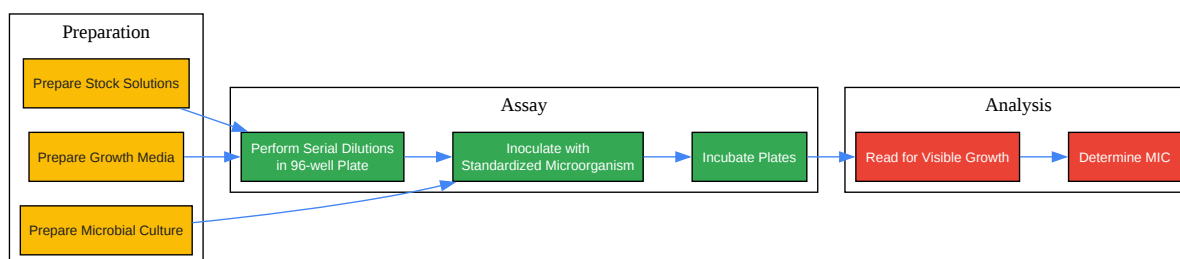 Preparation
Prepare Stock Solutions
Prepare Growth Media
Prepare Microbial Culture
Assay
Perform Serial Dilutions
in 96-well Plate
Inoculate with
Standardized Microorganism
Incubate Plates
Analysis
Read for Visible Growth
Determine MIC